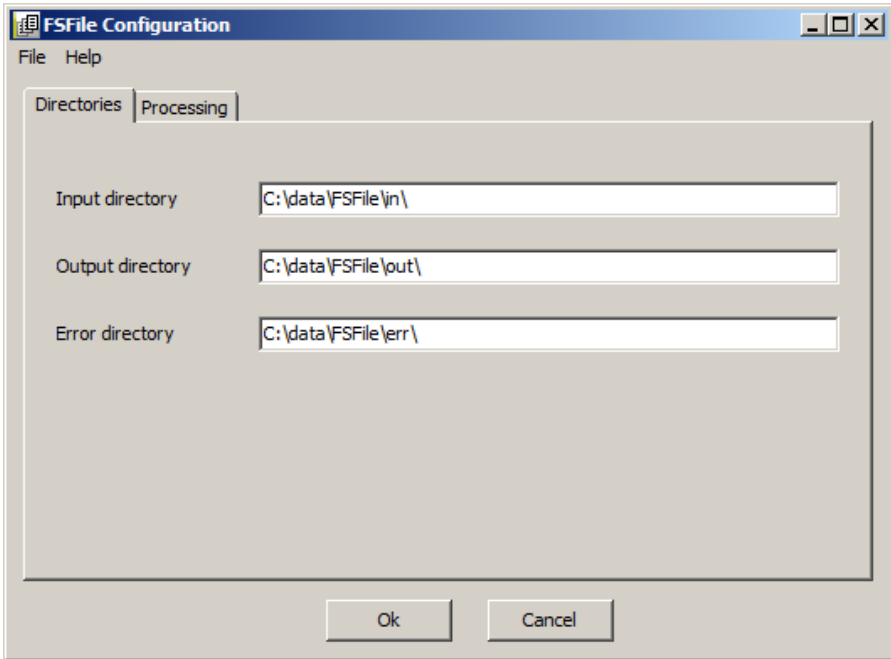 FSFile Configuration
File Help
Directories Processing
Input directory C:\data\FSFile\in\
Output directory C:\data\FSFile\out\
Error directory C:\data\FSFile\err\
Ok Cancel